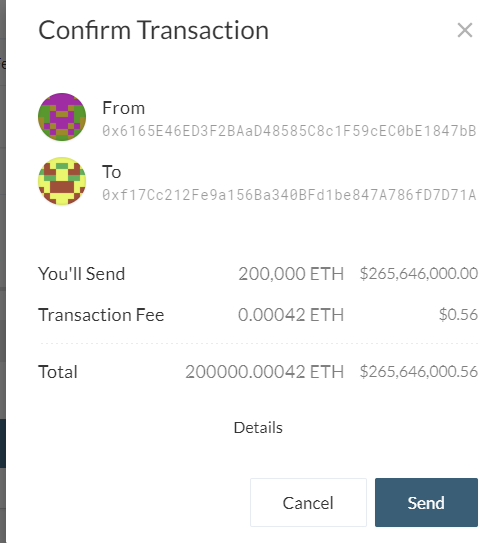 Confirm Transaction
From
0x6165E46ED3F2BAaD48585C8c1F59cEC0bE1847bB
To
0xf17Cc212Fe9a156Ba340BFd1be847A786fD7D71A
You'll Send 200,000 ETH $265,646,000.00
Transaction Fee 0.00042 ETH $0.56
Total 200000.00042 ETH $265,646,000.56
Details
Cancel Send